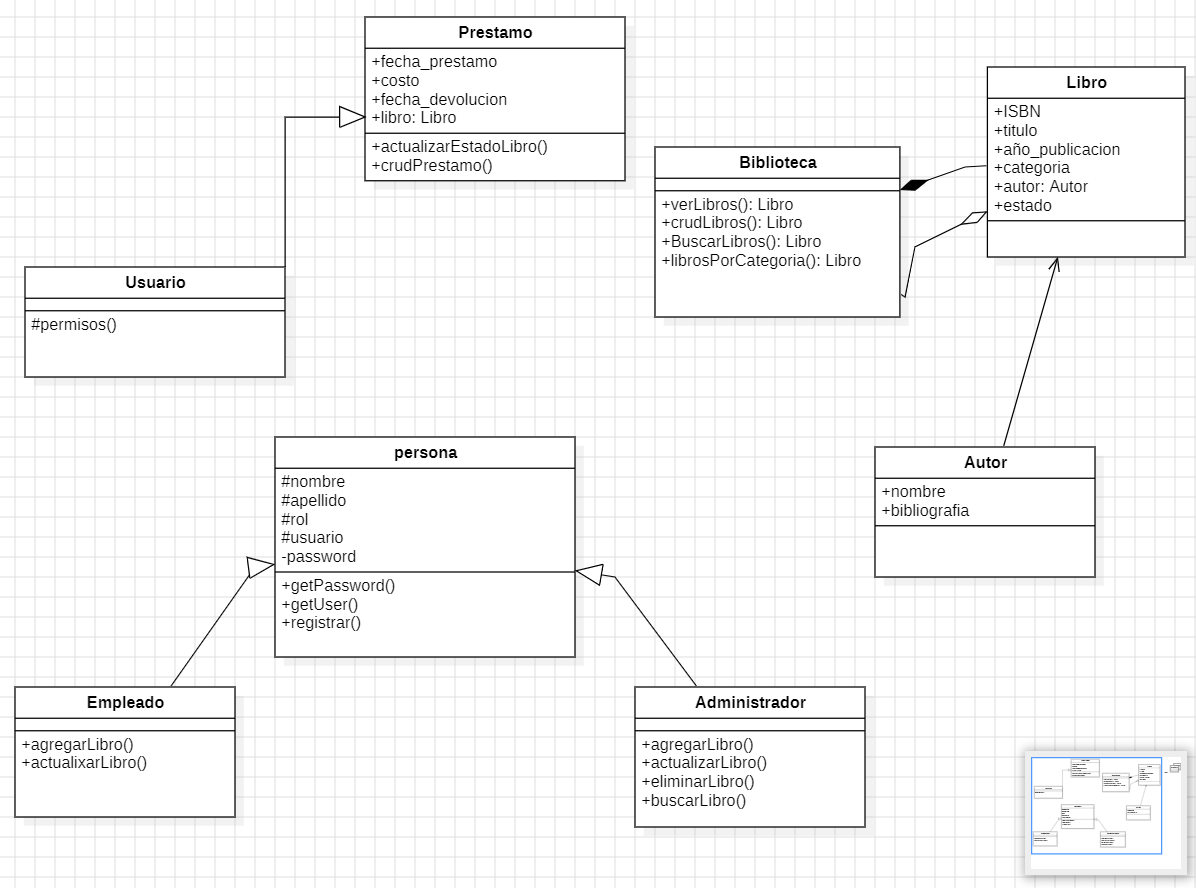 Prestamo
+fecha_prestamo
+costo
+fecha_devolucion
+libro: Libro
+actualizarEstadoLibro()
+crudPrestamo()
Libro
+ISBN
+titulo
+año_publicacion
+categoria
+autor: Autor
+estado
Biblioteca
+verLibros(): Libro
+crudLibros(): Libro
+BuscarLibros(): Libro
+librosPorCategoria(): Libro
Usuario
#permisos()
persona
#nombre
#apellido
#rol
#usuario
-password
+getPassword()
+getUser()
+registrar()
Autor
+nombre
+bibliografia
Empleado
+agregarLibro()
+actualixarLibro()
Administrador
+agregarLibro()
+actualizarLibro()
+eliminarLibro()
+buscarLibro()